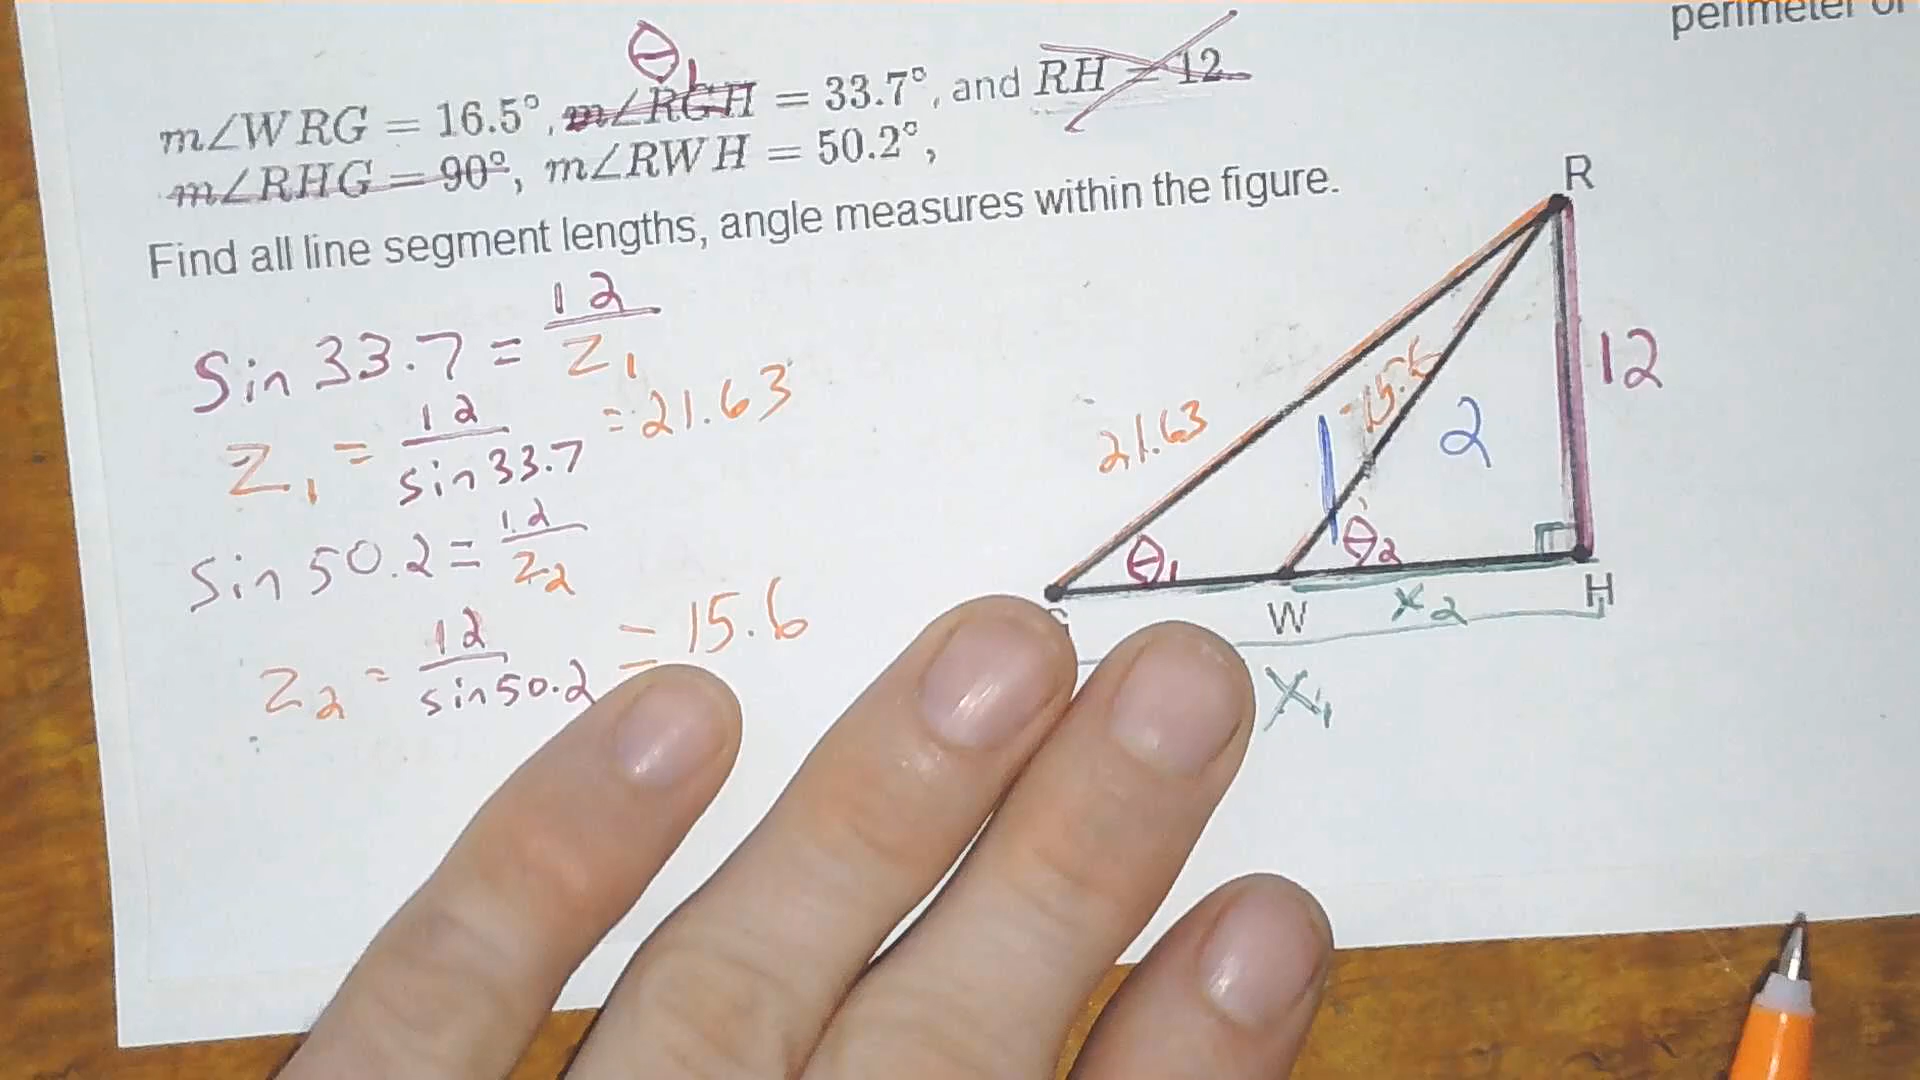 perimeter of
θ₁
m∠WRG = 16.5°, m∠RGH = 33.7°, and RH = 12
m∠RHG = 90°, m∠RWH = 50.2°,
Find all line segment lengths, angle measures within the figure.
sin 33.7 = 12/z₁
z₁ = 12/sin 33.7 = 21.63
sin 50.2 = 12/z₂
z₂ = 12/sin 50.2 = 15.6
R
12
15.6
21.63
1
2
θ₁
θ₂
H
W
x₂
x₁